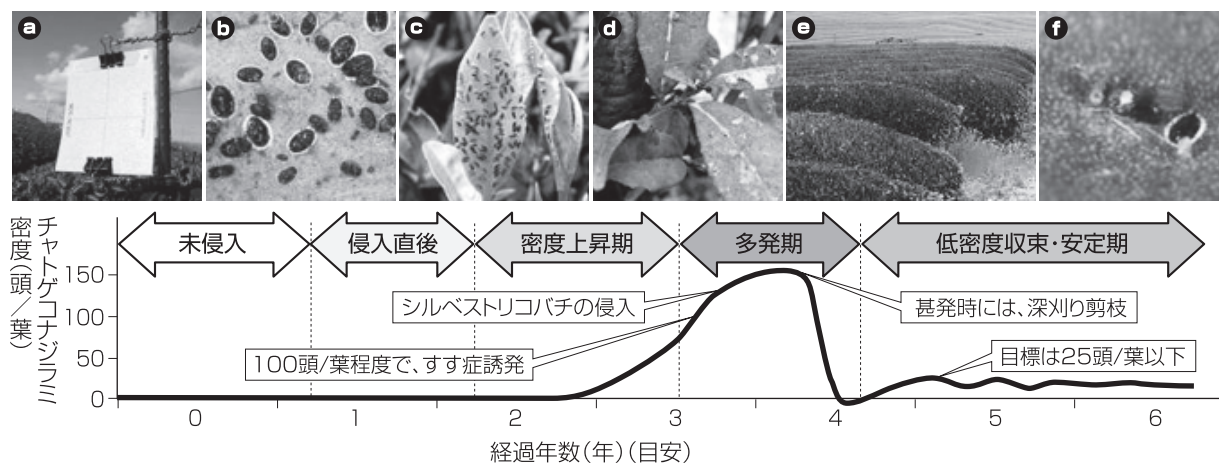 a
b
c
d
e
f
チャトゲコナジラミ
密度（頭／葉）
未侵入
侵入直後
密度上昇期
多発期
低密度収束・安定期
150
100
50
0
シルベストリコバチの侵入
甚発時には、深刈り剪枝
100頭/葉程度で、すす症誘発
目標は25頭/葉以下
0
1
2
3
4
5
6
経過年数（年）（目安）